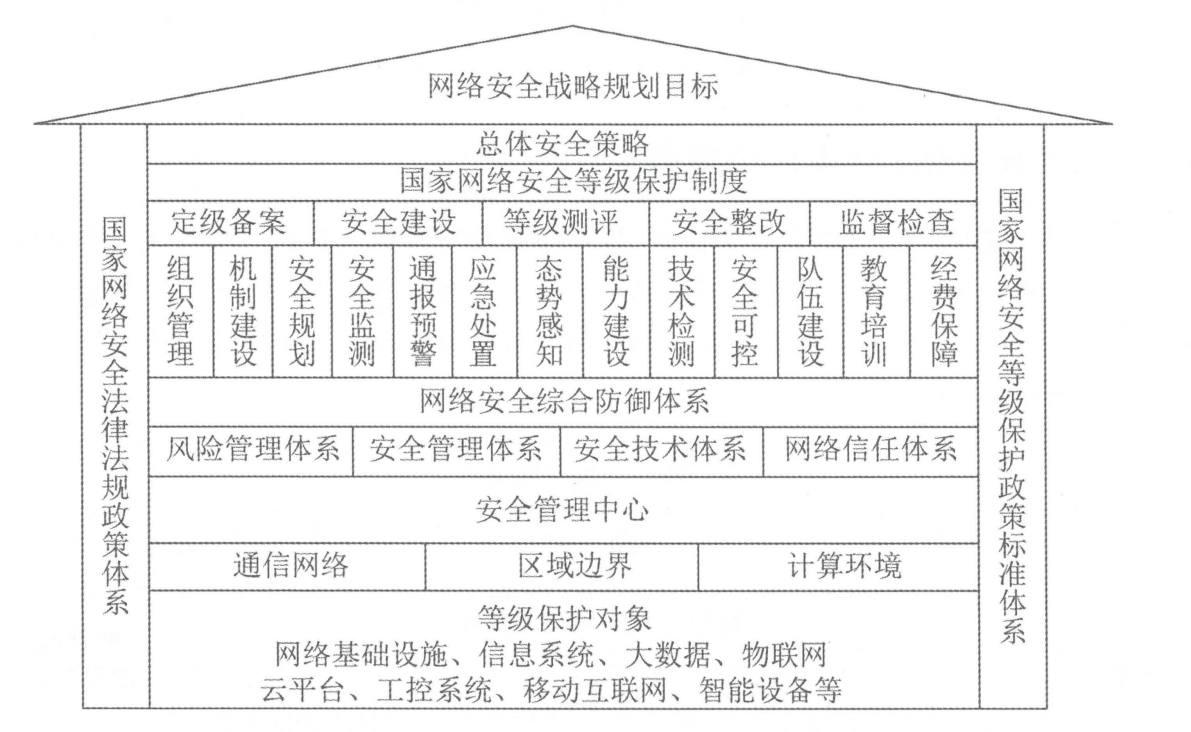 网络安全战略规划目标
国家网络安全法律法规政策体系
总体安全策略
国家网络安全等级保护制度
定级备案
安全建设
等级测评
安全整改
监督检查
组织管理
机制建设
安全规划
安全监测
通报预警
应急处置
态势感知
能力建设
技术检测
安全可控
队伍建设
教育培训
经费保障
网络安全综合防御体系
风险管理体系
安全管理体系
安全技术体系
网络信任体系
安全管理中心
通信网络
区域边界
计算环境
等级保护对象
网络基础设施、信息系统、大数据、物联网
云平台、工控系统、移动互联网、智能设备等
国家网络安全等级保护政策标准体系